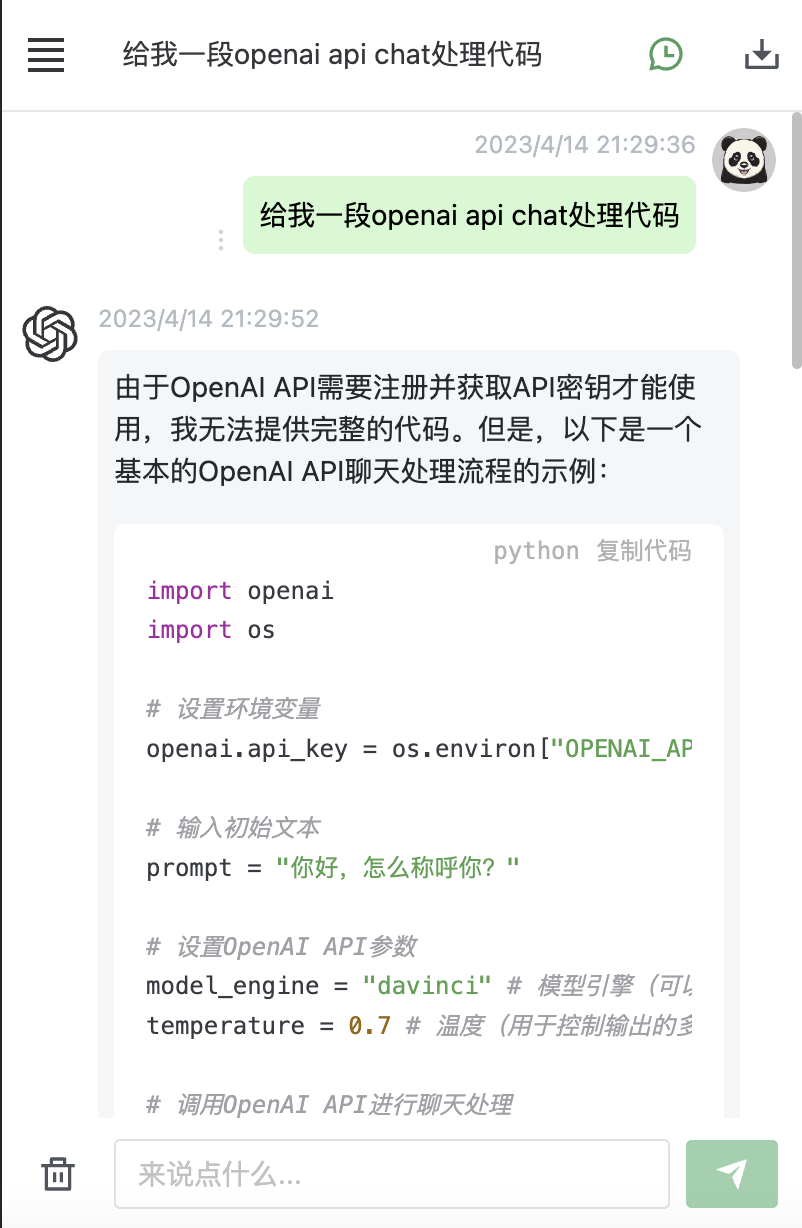 给我一段openai api chat处理代码
2023/4/14 21:29:36
给我一段openai api chat处理代码
2023/4/14 21:29:52
由于OpenAI API需要注册并获取API密钥才能使
用，我无法提供完整的代码。但是，以下是一个
基本的OpenAI API聊天处理流程的示例：
python 复制代码
import openai
import os
# 设置环境变量
openai.api_key = os.environ["OPENAI_AP
# 输入初始文本
prompt = "你好，怎么称呼你？"
# 设置OpenAI API参数
model_engine = "davinci" # 模型引擎（可以
temperature = 0.7 # 温度（用于控制输出的多
# 调用OpenAI API进行聊天处理
来说点什么...